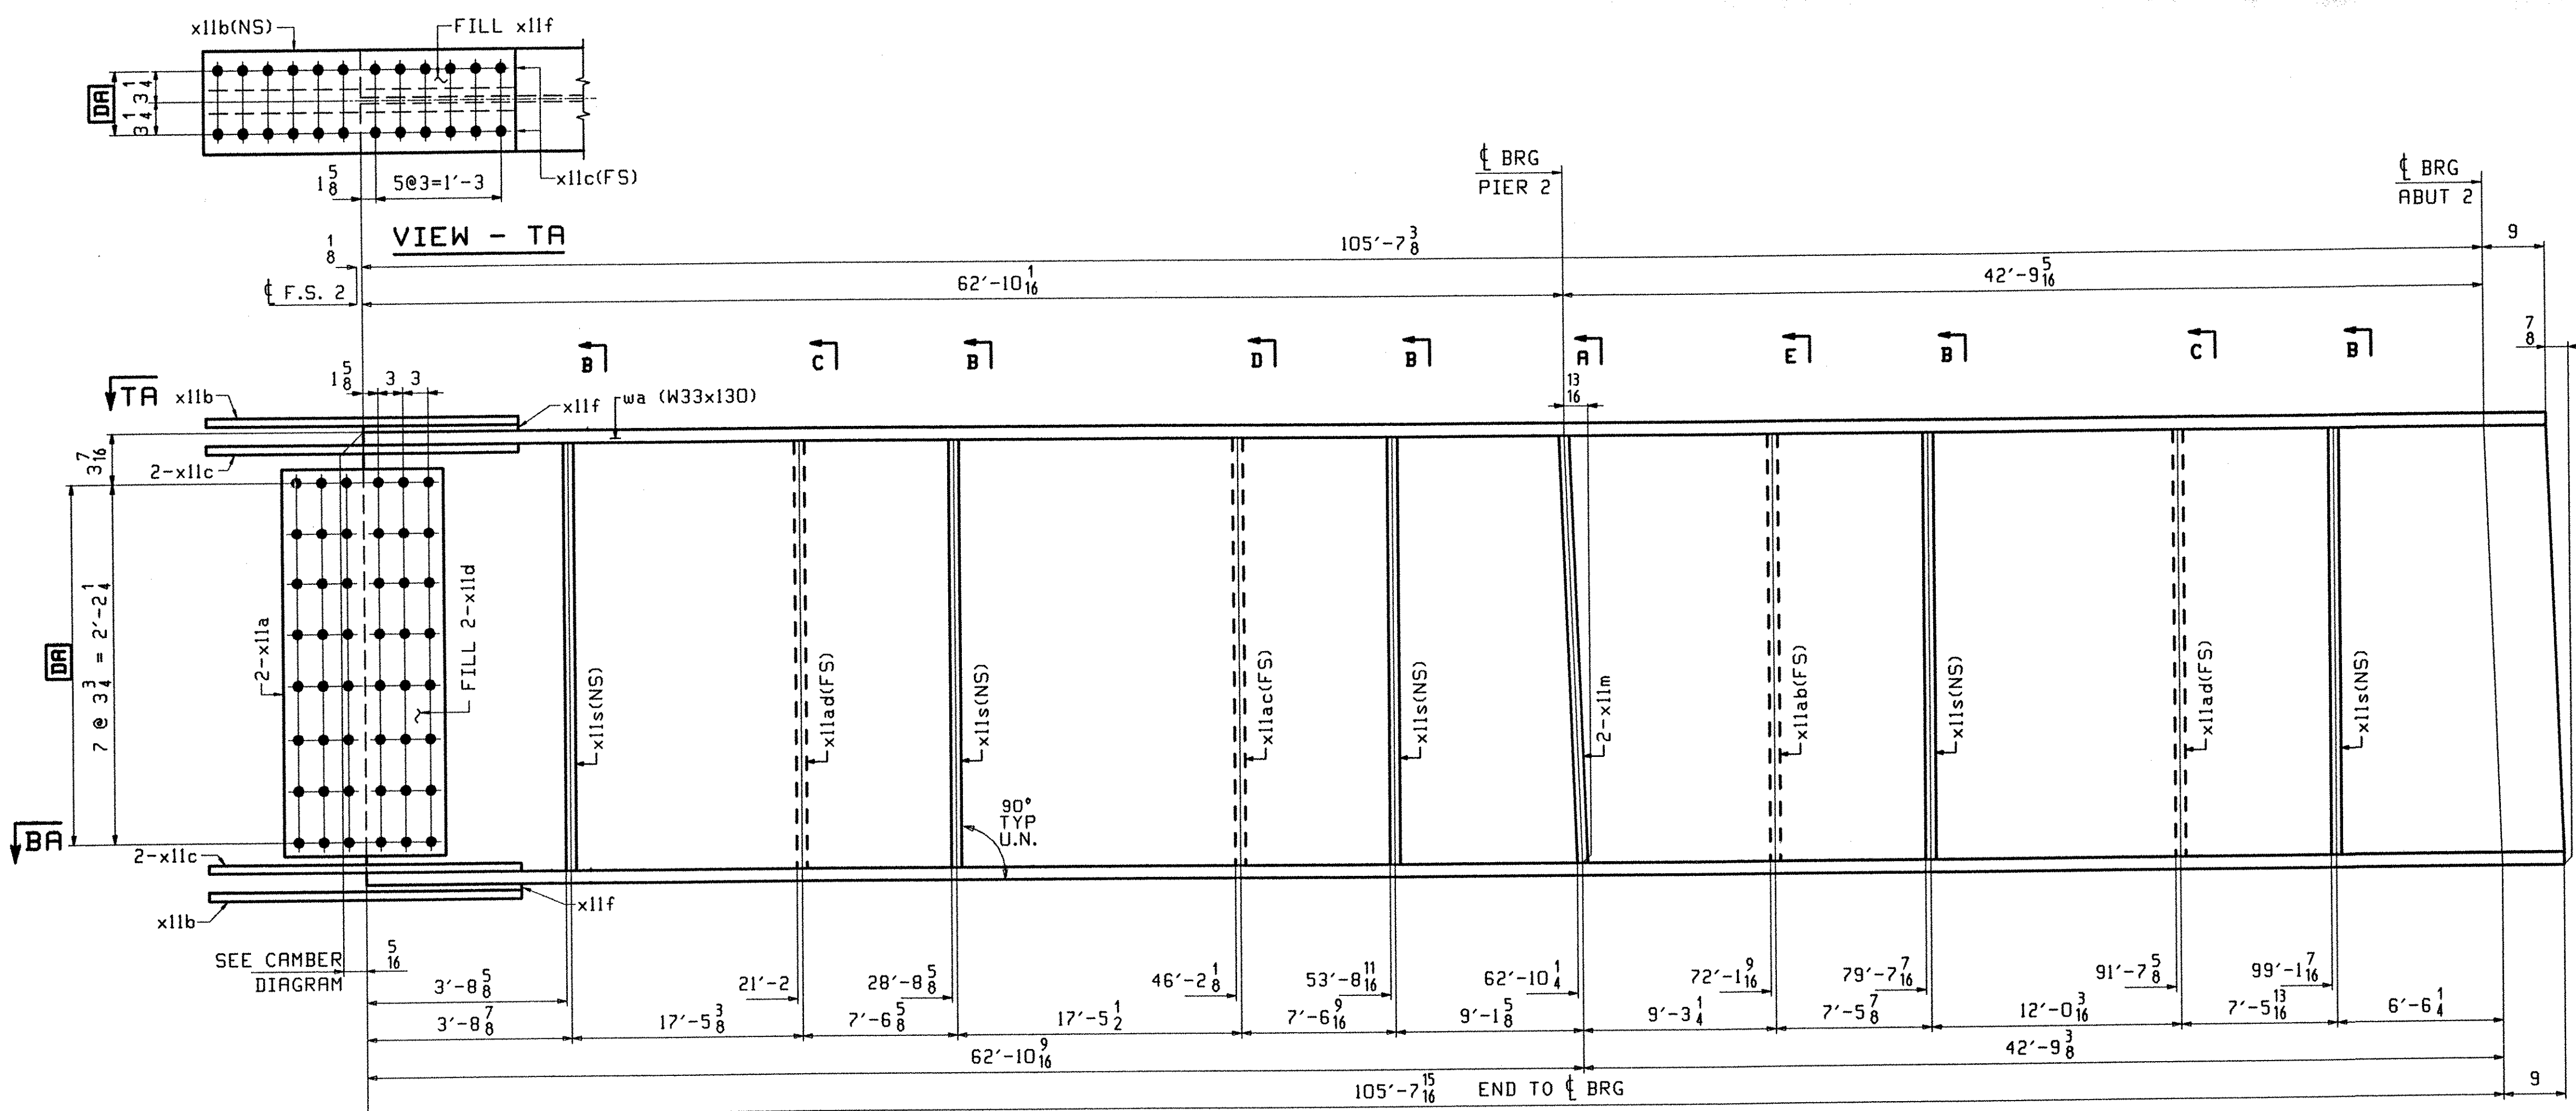 x11b(NS)
FILL x11f
DA
3 1/4
3 1/4
1 5/8
5@3=1'-3
x11c(FS)
VIEW - TA
℄ BRG
PIER 2
℄ BRG
ABUT 2
1/8
105'-7 3/8
9
℄ F.S. 2
62'-10 1/16
42'-9 5/16
7/8
B
C
B
D
B
A
E
B
C
B
TA
x11b
1 5/8
3
3
x11f
wa (W33x130)
13/16
3 7/16
2-x11c
DA
7 @ 3 3/4 = 2'-2 1/4
2-x11a
FILL 2-x11d
x11s(NS)
x11ad(FS)
x11s(NS)
x11ac(FS)
x11s(NS)
2-x11m
x11ab(FS)
x11s(NS)
x11ad(FS)
x11s(NS)
90°
TYP
U.N.
BA
2-x11c
x11b
x11f
SEE CAMBER
DIAGRAM
5/16
3'-8 5/8
21'-2
28'-8 5/8
46'-2 1/8
53'-8 11/16
62'-10 1/4
72'-1 9/16
79'-7 7/16
91'-7 5/8
99'-1 7/16
3'-8 7/8
17'-5 3/8
7'-6 5/8
17'-5 1/2
7'-6 9/16
9'-1 5/8
9'-3 1/4
7'-5 7/8
12'-0 3/16
7'-5 13/16
6'-6 1/4
62'-10 9/16
42'-9 3/8
105'-7 15/16 END TO ℄ BRG
9